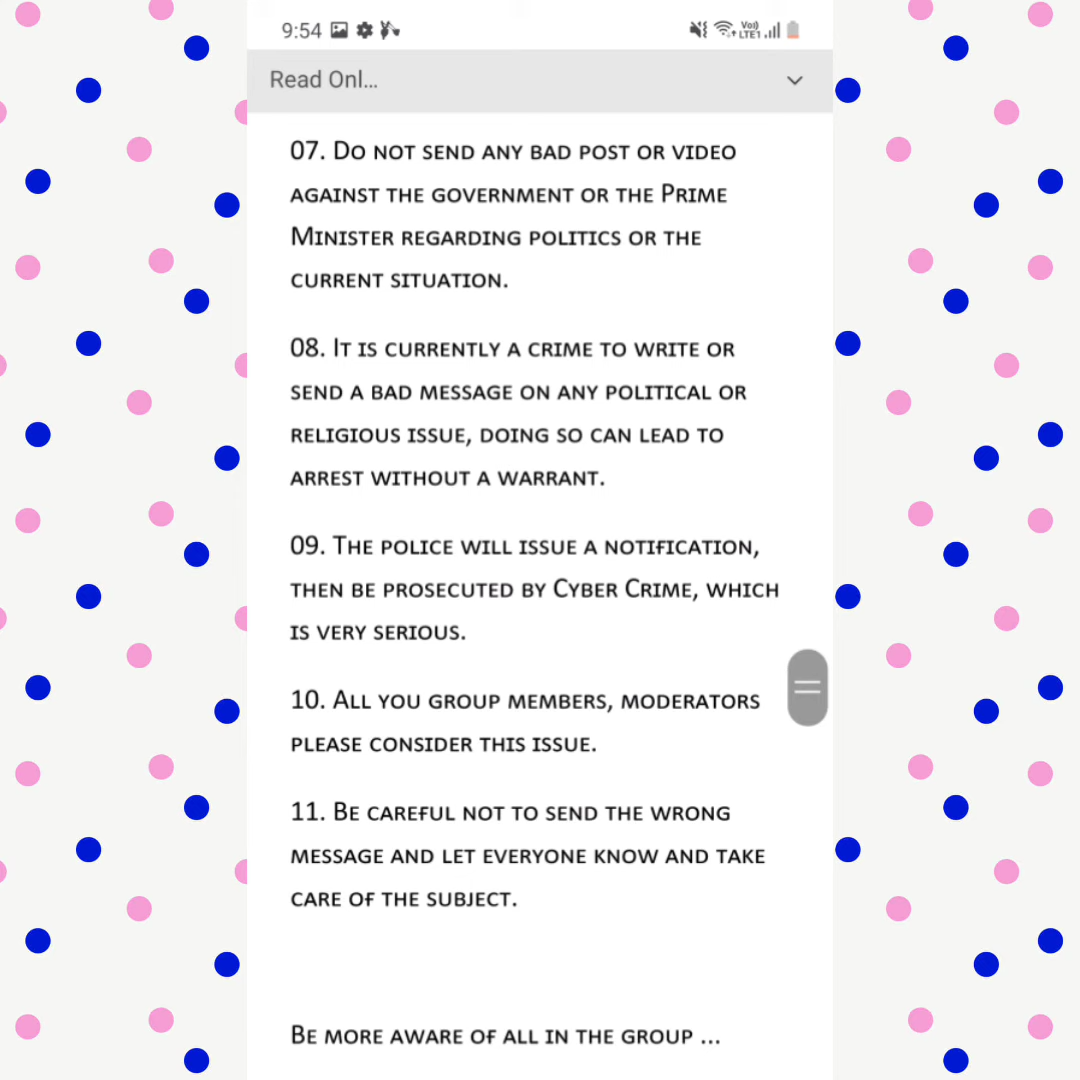 9:54
Vo) LTE1
Read Onl...
07. Do not send any bad post or video
against the government or the Prime
Minister regarding politics or the
current situation.
08. It is currently a crime to write or
send a bad message on any political or
religious issue, doing so can lead to
arrest without a warrant.
09. The police will issue a notification,
then be prosecuted by Cyber Crime, which
is very serious.
10. All you group members, moderators
please consider this issue.
11. Be careful not to send the wrong
message and let everyone know and take
care of the subject.
Be more aware of all in the group ...